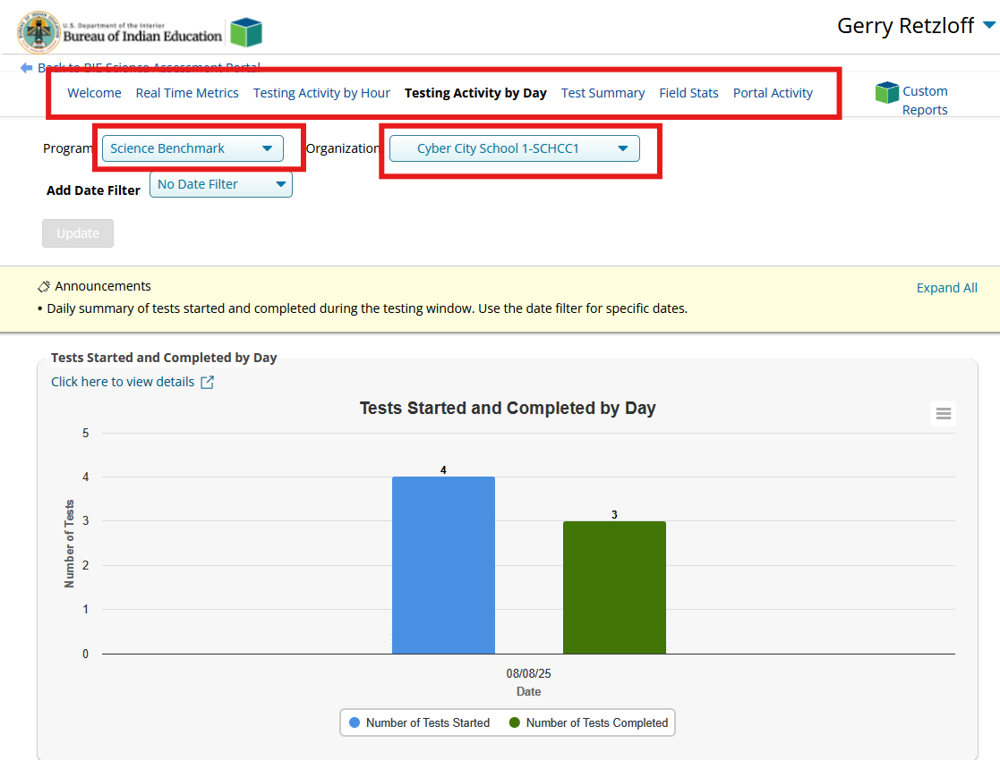 U.S. Department of the Interior
Bureau of Indian Education
Gerry Retzloff
Back to BIE Science Assessment Portal
Welcome Real Time Metrics Testing Activity by Hour Testing Activity by Day Test Summary Field Stats Portal Activity
Custom Reports
Program Science Benchmark Organization Cyber City School 1-SCHCC1
Add Date Filter No Date Filter
Update
Announcements
Expand All
• Daily summary of tests started and completed during the testing window. Use the date filter for specific dates.
Tests Started and Completed by Day
Click here to view details
Tests Started and Completed by Day
5
4
3
2
1
0
Number of Tests
4
3
08/08/25
Date
Number of Tests Started Number of Tests Completed